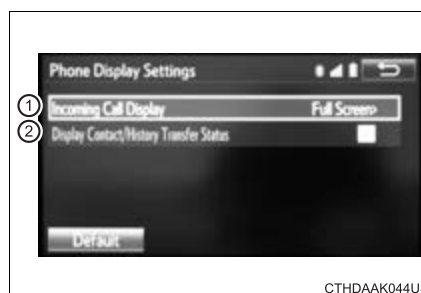 Phone Display Settings
1 Incoming Call Display Full Screen>
2 Display Contact/History Transfer Status
Default
CTHDAAK044U